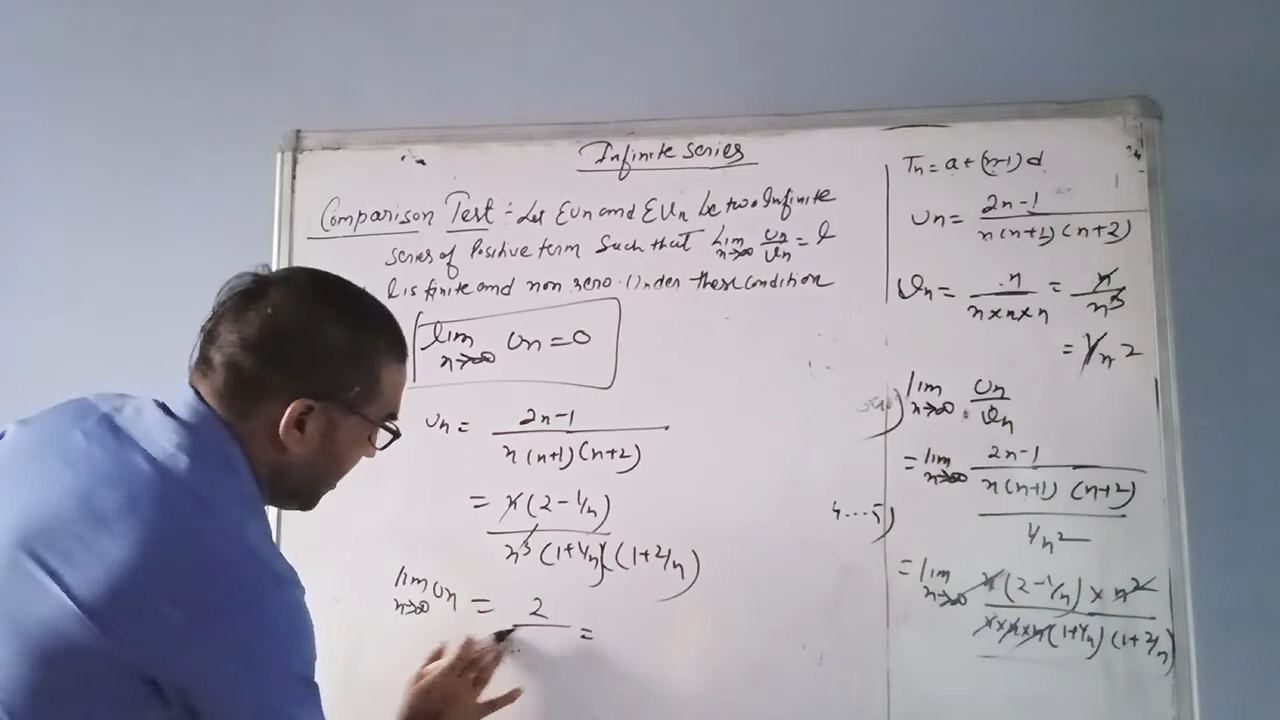 Infinite series
Comparison Test :- Let Σun and Σvn be two Infinite
series of Positive term Such that Lim n→∞ un/vn = l
l is finite and non zero. Under these condition
lim n→∞ Un = 0
Un = 2n-1 / n(n+1)(n+2)
= n(2-1/n) / n³(1+1/n)(1+2/n)
lim n→∞ Un = 2 / =
Tn = a+(n-1)d
Un = 2n-1 / n(n+1)(n+2)
vn = n / n×n×n = n / n³
= 1/n²
lim n→∞ Un / vn
= lim n→∞ 2n-1 / n(n+1)(n+2) / 1/n²
4...5)
= lim n→∞ n(2-1/n)×n² / n×n×n(1+1/n)(1+2/n)